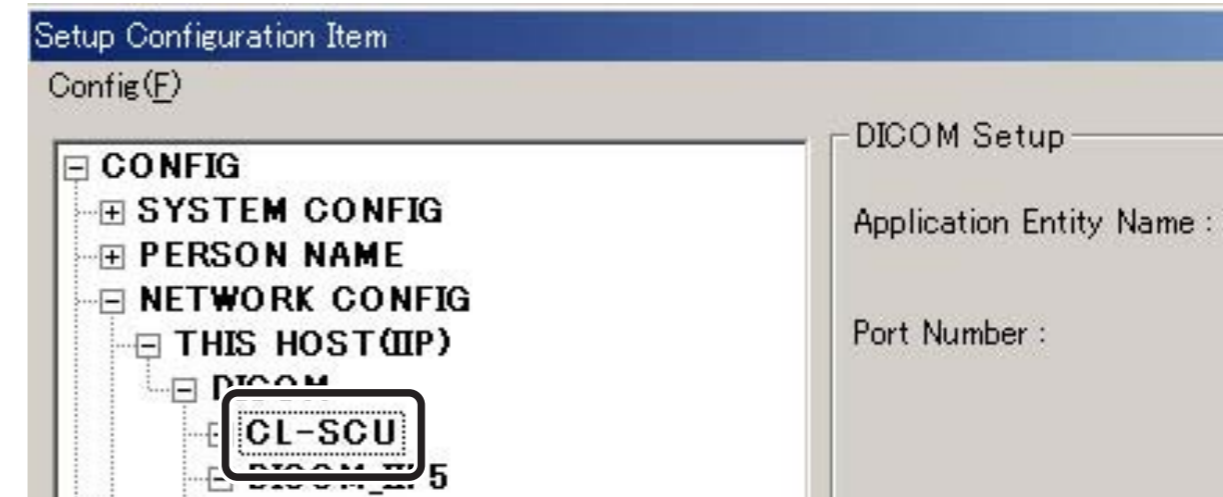 Setup Configuration Item
Config(F)
CONFIG
SYSTEM CONFIG
PERSON NAME
NETWORK CONFIG
THIS HOST(IIP)
DICOM
CL-SCU
DICOM Setup
Application Entity Name :
Port Number :